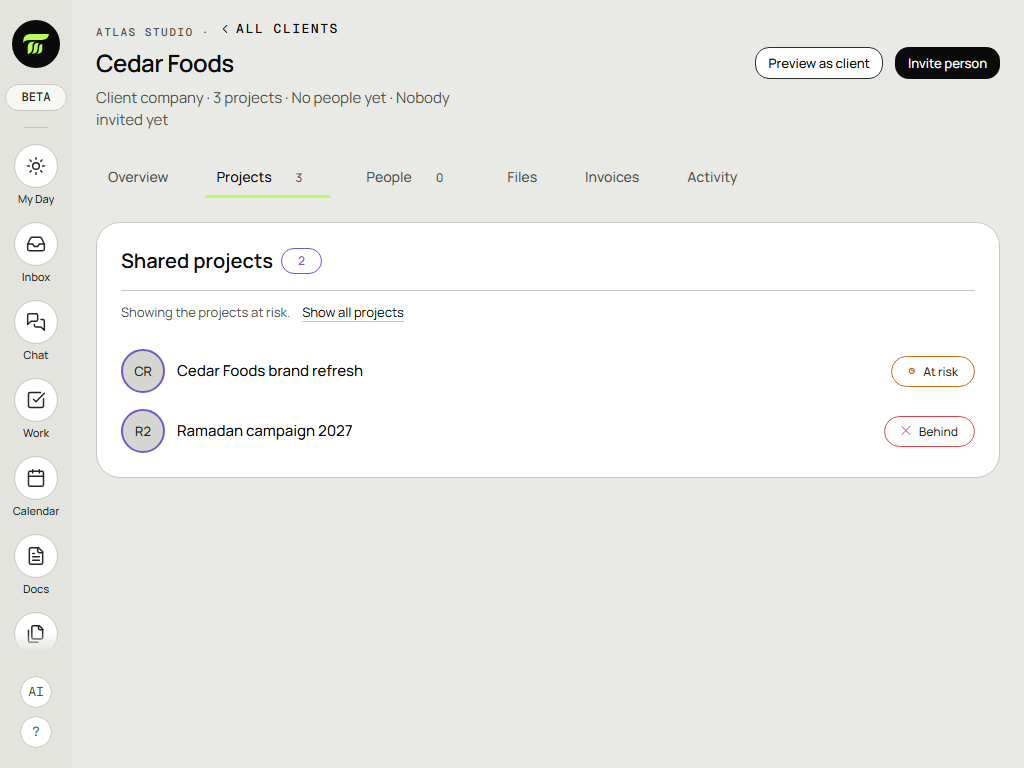 ATLAS STUDIO · < ALL CLIENTS
Cedar Foods
Preview as client
Invite person
Client company · 3 projects · No people yet · Nobody
invited yet
BETA
My Day
Inbox
Chat
Work
Calendar
Docs
AI
?
Overview
Projects 3
People 0
Files
Invoices
Activity
Shared projects 2
Showing the projects at risk. Show all projects
CR Cedar Foods brand refresh At risk
R2 Ramadan campaign 2027 Behind